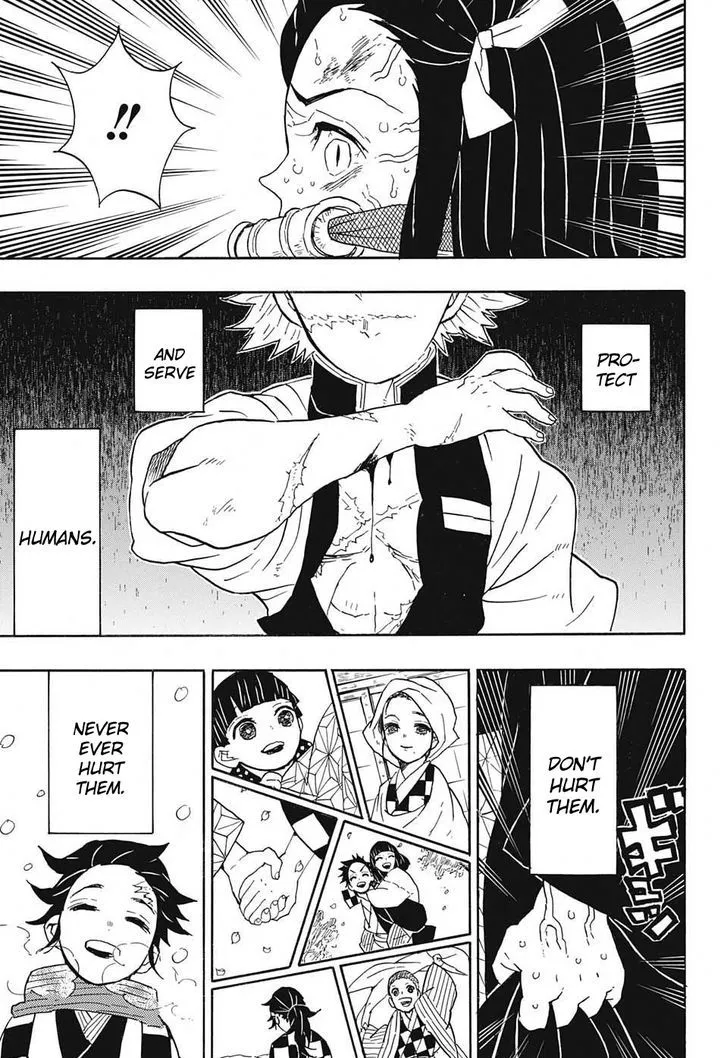 !!
PRO-
TECT
AND
SERVE
HUMANS.
DON'T
HURT
THEM.
NEVER
EVER
HURT
THEM.